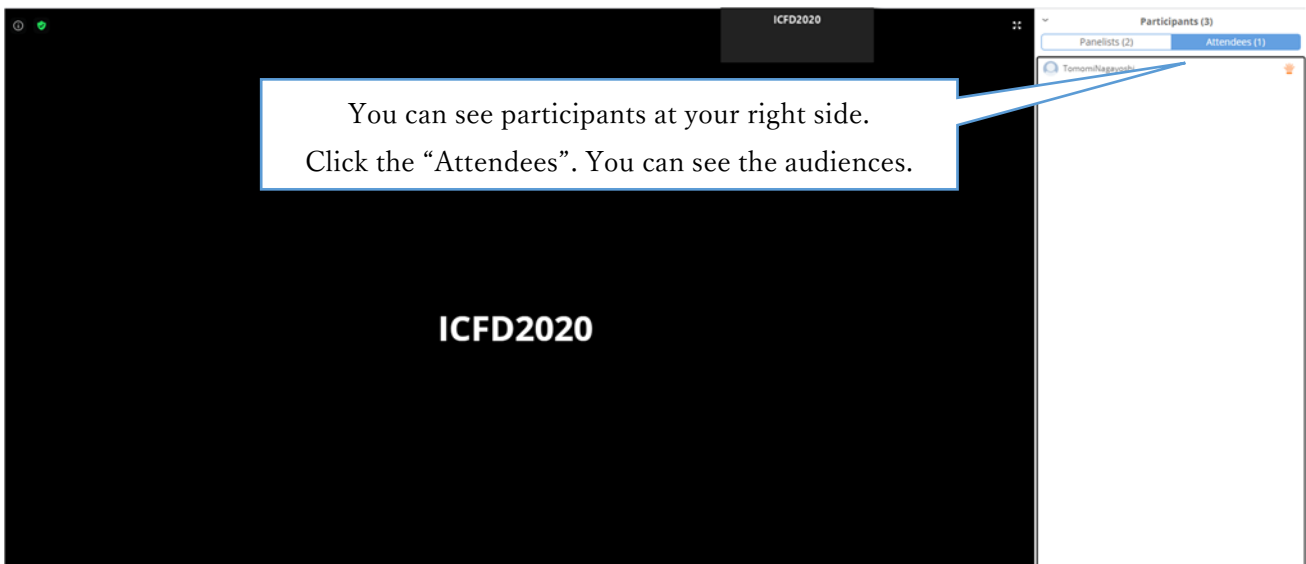 ICFD2020
Participants (3)
Panelists (2)
Attendees (1)
TomomiNagayoshi
You can see participants at your right side.
Click the “Attendees”. You can see the audiences.
ICFD2020